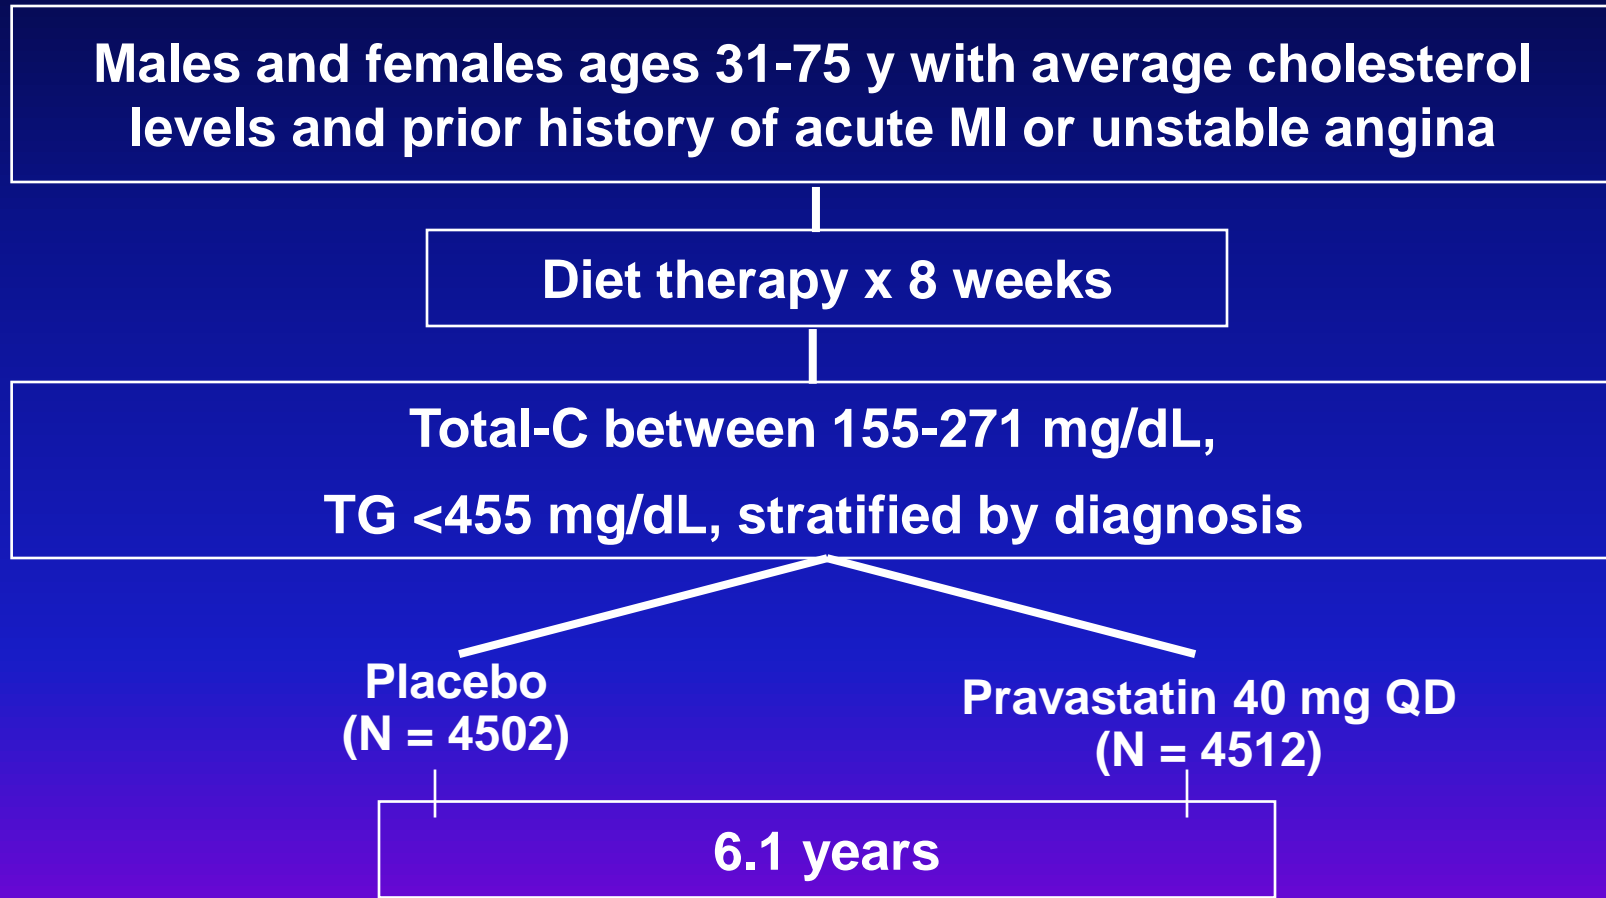 Males and females ages 31-75 y with average cholesterol
levels and prior history of acute MI or unstable angina
Diet therapy x 8 weeks
Total-C between 155-271 mg/dL,
TG <455 mg/dL, stratified by diagnosis
Placebo
(N = 4502)
Pravastatin 40 mg QD
(N = 4512)
6.1 years